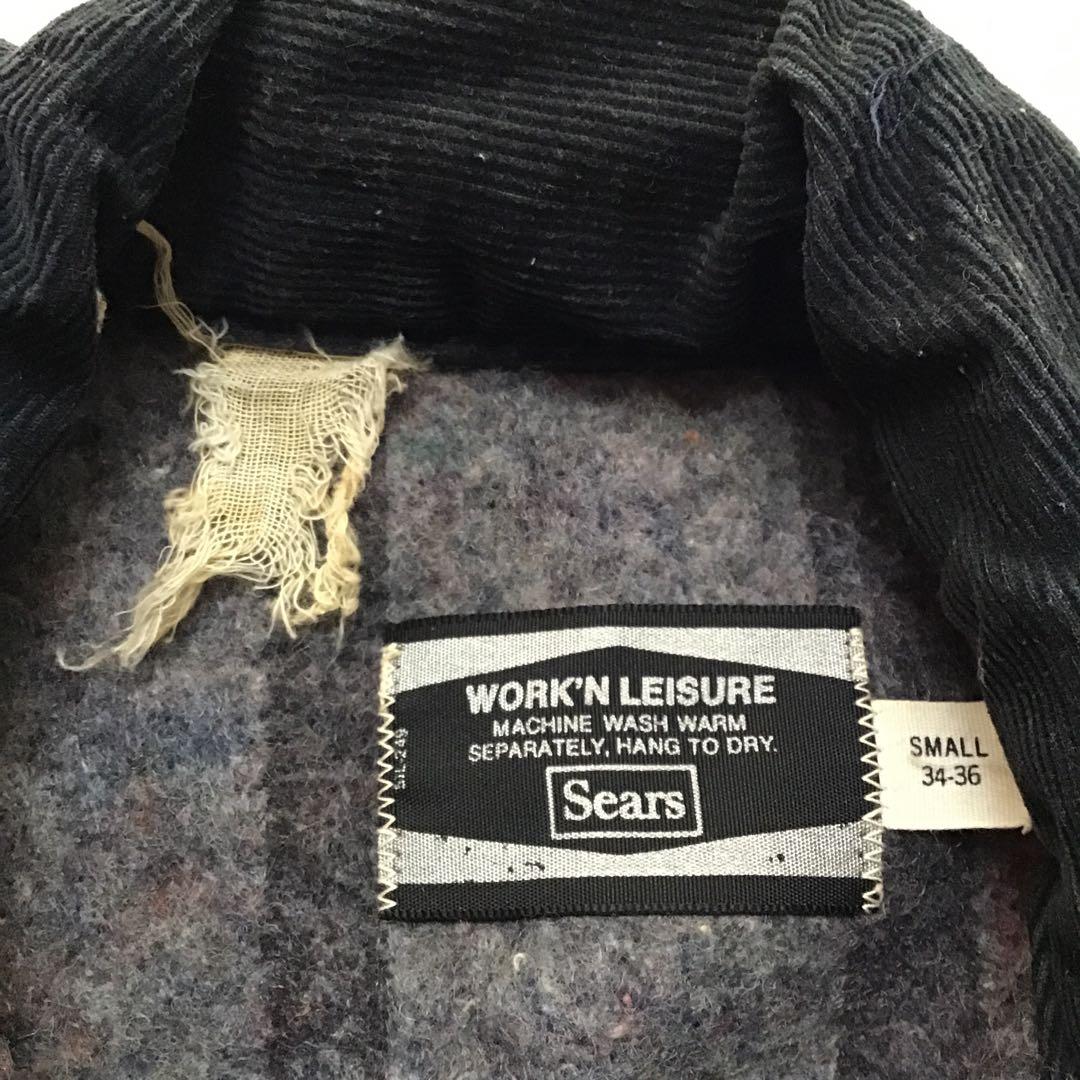 WORK'N LEISURE
MACHINE WASH WARM
SEPARATELY. HANG TO DRY.
Sears
SMALL
34-36